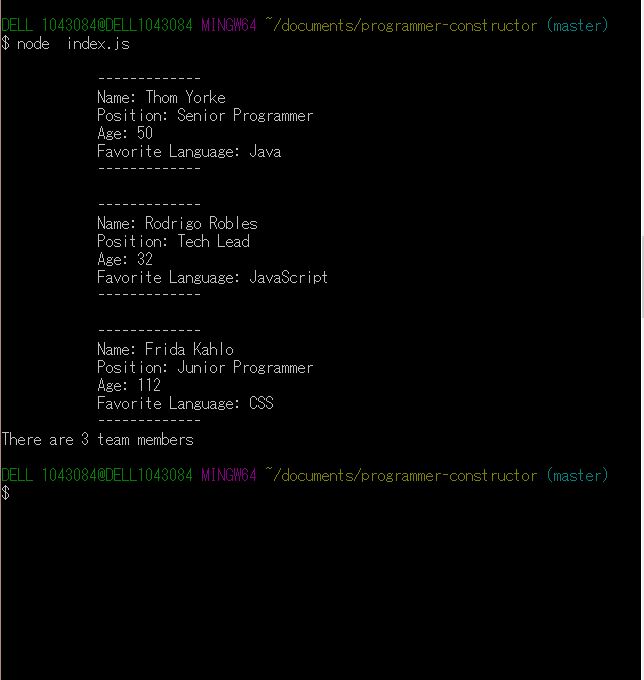 DELL 1043084@DELL1043084 MINGW64 ~/documents/programmer-constructor (master)
$ node  index.js
-------------
Name: Thom Yorke
Position: Senior Programmer
Age: 50
Favorite Language: Java
-------------
-------------
Name: Rodrigo Robles
Position: Tech Lead
Age: 32
Favorite Language: JavaScript
-------------
-------------
Name: Frida Kahlo
Position: Junior Programmer
Age: 112
Favorite Language: CSS
-------------
There are 3 team members
DELL 1043084@DELL1043084 MINGW64 ~/documents/programmer-constructor (master)
$